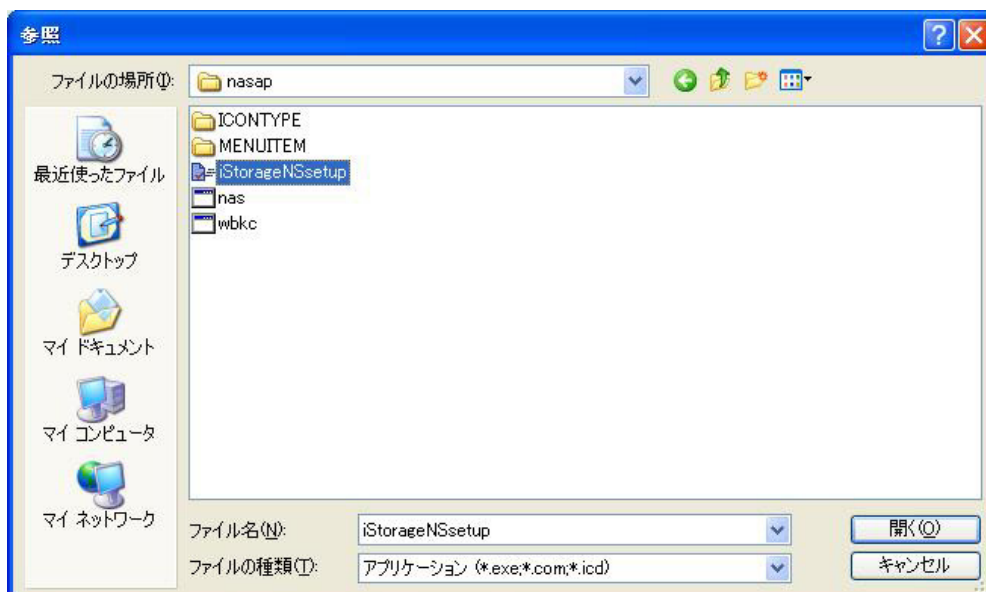 参照
ファイルの場所(I):
nasap
ICONTYPE
MENUITEM
iStorageNSsetup
nas
wbkc
最近使ったファイル
デスクトップ
マイ ドキュメント
マイ コンピュータ
マイ ネットワーク
ファイル名(N):
iStorageNSsetup
開く(O)
ファイルの種類(T):
アプリケーション (*.exe;*.com;*.icd)
キャンセル